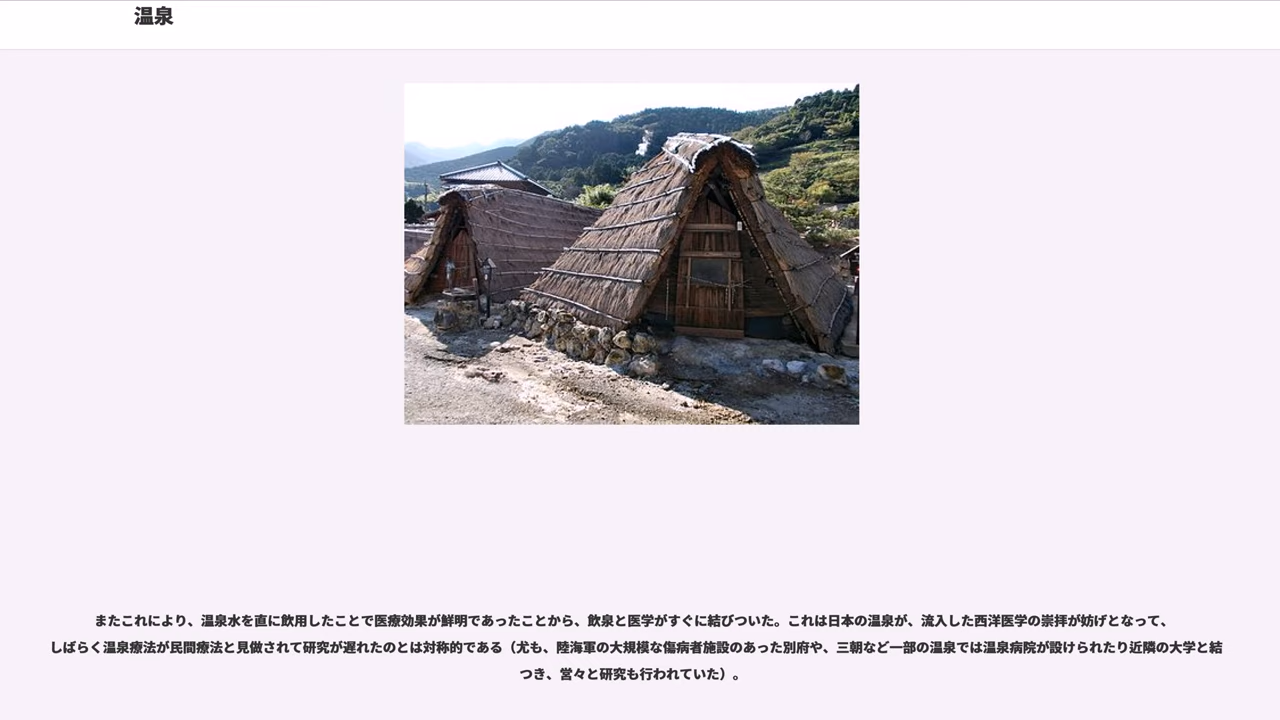 温泉
またこれにより、温泉水を直に飲用したことで医療効果が鮮明であったことから、飲泉と医学がすぐに結びついた。これは日本の温泉が、流入した西洋医学の崇拝が妨げとなって、
しばらく温泉療法が民間療法と見做されて研究が遅れたのとは対称的である（尤も、陸海軍の大規模な傷病者施設のあった別府や、三朝など一部の温泉では温泉病院が設けられたり近隣の大学と結
つき、営々と研究も行われていた）。